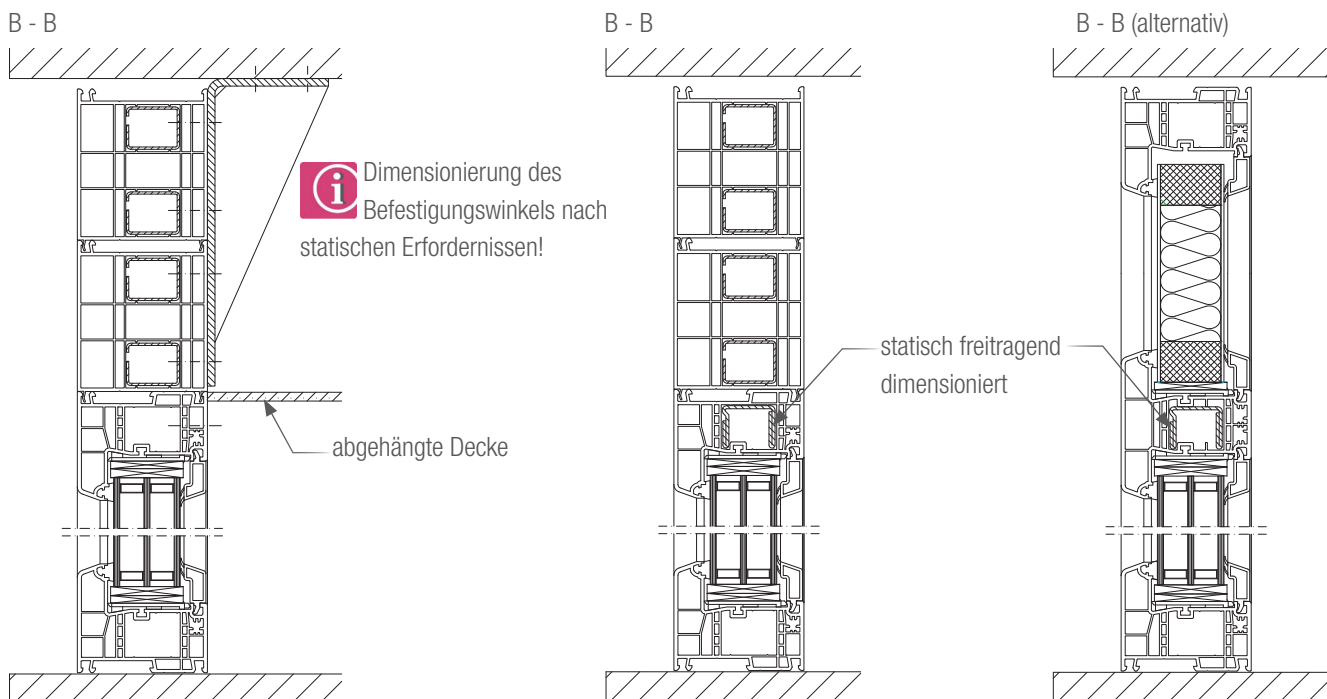 B - B
B - B
B - B (alternativ)
i
Dimensionierung des
Befestigungswinkels nach
statischen Erfordernissen!
statisch freitragend
dimensioniert
abgehängte Decke